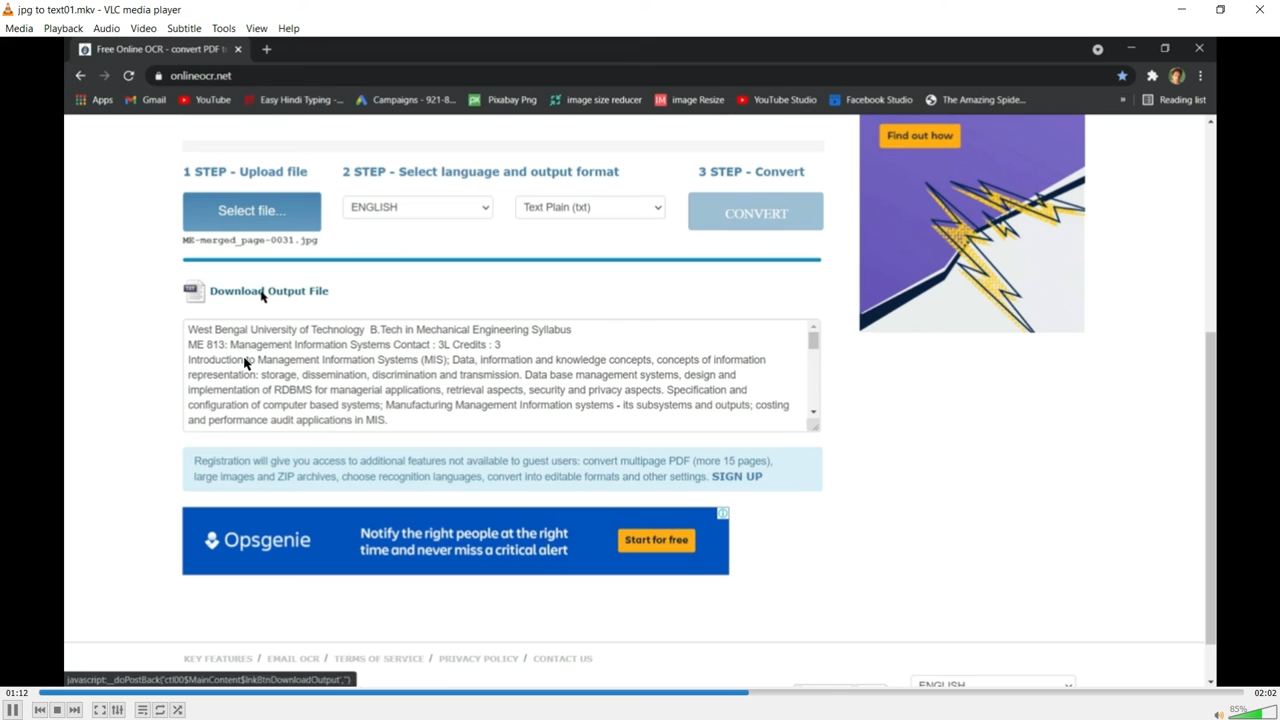 jpg to text01.mkv - VLC media player
Media Playback Audio Video Subtitle Tools View Help
Free Online OCR - convert PDF t
onlineocr.net
Apps Gmail YouTube Easy Hindi Typing -... Campaigns - 921-8... Pixabay Png image size reducer image Resize YouTube Studio Facebook Studio The Amazing Spide... » Reading list
Find out how
1 STEP - Upload file 2 STEP - Select language and output format 3 STEP - Convert
Select file... ENGLISH Text Plain (txt) CONVERT
ME-merged_page-0031.jpg
Download Output File
West Bengal University of Technology B.Tech in Mechanical Engineering Syllabus
ME 813: Management Information Systems Contact : 3L Credits : 3
Introduction to Management Information Systems (MIS); Data, information and knowledge concepts, concepts of information
representation: storage, dissemination, discrimination and transmission. Data base management systems, design and
implementation of RDBMS for managerial applications, retrieval aspects, security and privacy aspects. Specification and
configuration of computer based systems; Manufacturing Management Information systems - its subsystems and outputs; costing
and performance audit applications in MIS.
Registration will give you access to additional features not available to guest users: convert multipage PDF (more 15 pages),
large images and ZIP archives, choose recognition languages, convert into editable formats and other settings. SIGN UP
Opsgenie Notify the right people at the right
time and never miss a critical alert
Start for free
KEY FEATURES / EMAIL OCR / TERMS OF SERVICE / PRIVACY POLICY / CONTACT US
javascript:__doPostBack('ctl00$MainContent$lnkBtnDownloadOutput','')
ENGLISH
01:12 02:02
85%